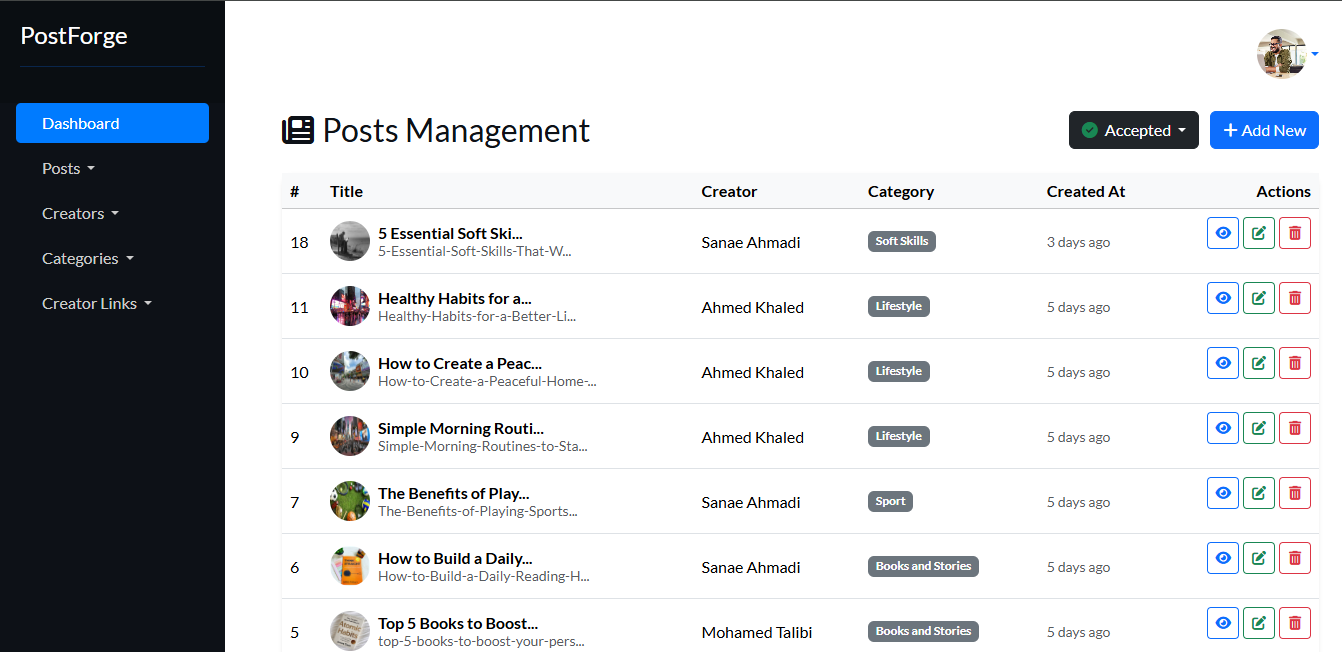 PostForge
Dashboard
Posts
Creators
Categories
Creator Links
Posts Management
Accepted
Add New
# Title Creator Category Created At Actions
18 5 Essential Soft Ski... Sanae Ahmadi Soft Skills 3 days ago
5-Essential-Soft-Skills-That-W...
11 Healthy Habits for a... Ahmed Khaled Lifestyle 5 days ago
Healthy-Habits-for-a-Better-Li...
10 How to Create a Peac... Ahmed Khaled Lifestyle 5 days ago
How-to-Create-a-Peaceful-Home-...
9 Simple Morning Routi... Ahmed Khaled Lifestyle 5 days ago
Simple-Morning-Routines-to-Sta...
7 The Benefits of Play... Sanae Ahmadi Sport 5 days ago
The-Benefits-of-Playing-Sports...
6 How to Build a Daily... Sanae Ahmadi Books and Stories 5 days ago
How-to-Build-a-Daily-Reading-H...
5 Top 5 Books to Boost... Mohamed Talibi Books and Stories 5 days ago
top-5-books-to-boost-your-pers...
Atomic
Habits